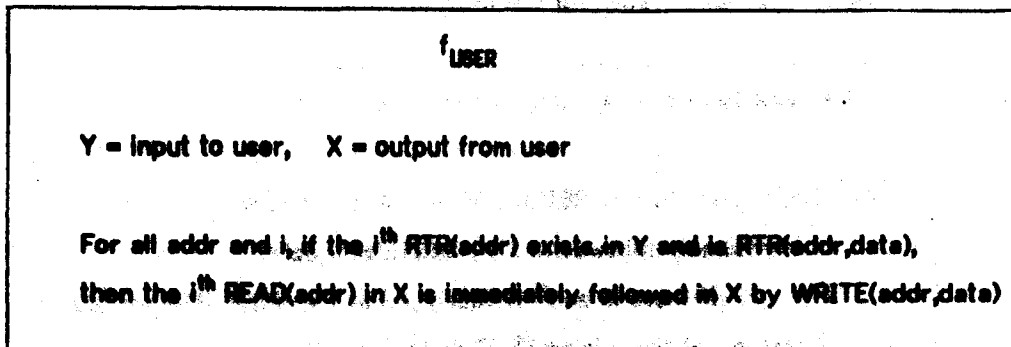 f USER
Y = input to user, X = output from user
For all addr and i, if the i th RTR(addr) exists in Y and is RTR(addr,data),
then the i th READ(addr) in X is immediately followed in X by WRITE(addr,data)